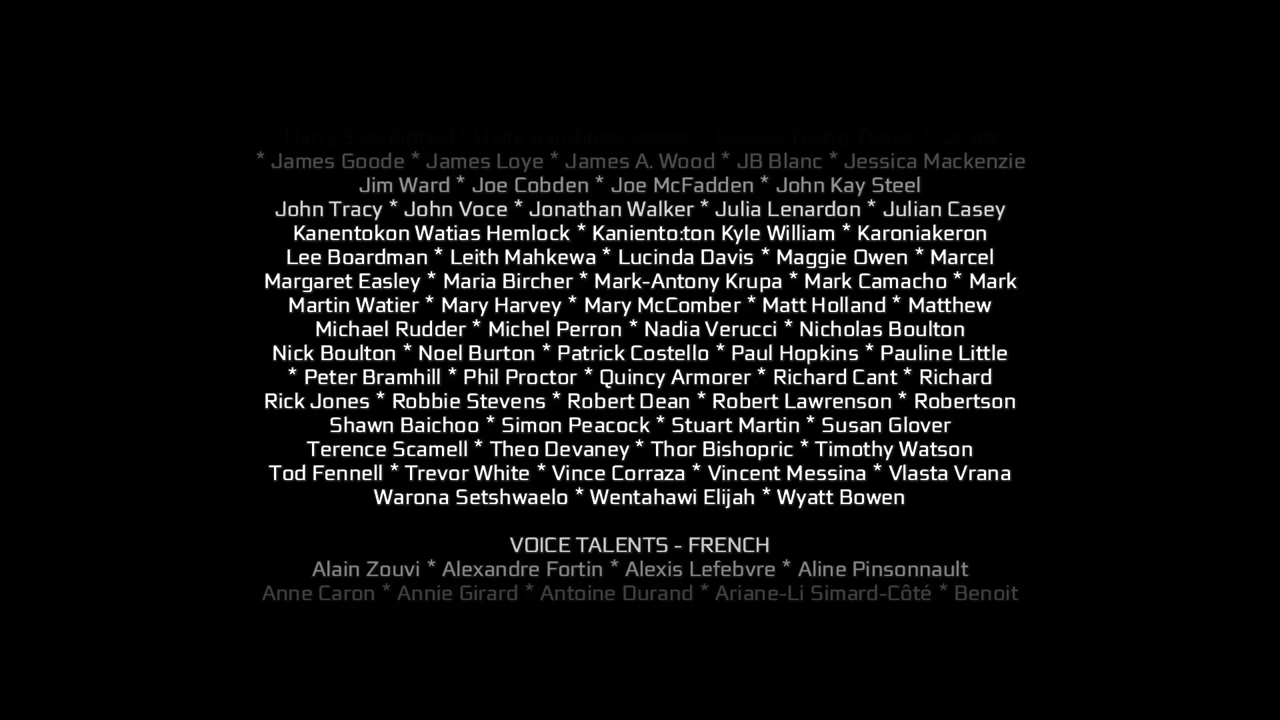 * James Goode * James Loye * James A. Wood * JB Blanc * Jessica Mackenzie
Jim Ward * Joe Cobden * Joe McFadden * John Kay Steel
John Tracy * John Voce * Jonathan Walker * Julia Lenardon * Julian Casey
Kanentokon Watias Hemlock * Kaniento:ton Kyle William * Karoniakeron
Lee Boardman * Leith Mahkewa * Lucinda Davis * Maggie Owen * Marcel
Margaret Easley * Maria Bircher * Mark-Antony Krupa * Mark Camacho * Mark
Martin Watier * Mary Harvey * Mary McComber * Matt Holland * Matthew
Michael Rudder * Michel Perron * Nadia Verucci * Nicholas Boulton
Nick Boulton * Noel Burton * Patrick Costello * Paul Hopkins * Pauline Little
* Peter Bramhill * Phil Proctor * Quincy Armorer * Richard Cant * Richard
Rick Jones * Robbie Stevens * Robert Dean * Robert Lawrenson * Robertson
Shawn Baichoo * Simon Peacock * Stuart Martin * Susan Glover
Terence Scamell * Theo Devaney * Thor Bishopric * Timothy Watson
Tod Fennell * Trevor White * Vince Corraza * Vincent Messina * Vlasta Vrana
Warona Setshwaelo * Wentahawi Elijah * Wyatt Bowen
VOICE TALENTS - FRENCH
Alain Zouvi * Alexandre Fortin * Alexis Lefebvre * Aline Pinsonnault
Anne Caron * Annie Girard * Antoine Durand * Ariane-Li Simard-Côté * Benoit